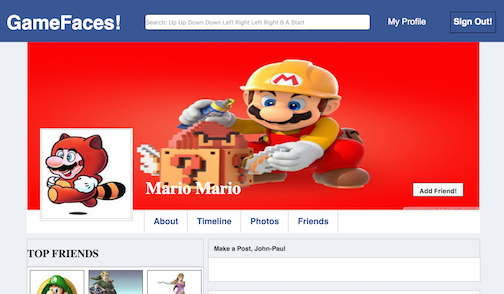 GameFaces!
Search: Up Up Down Down Left Right Left Right B A Start
My Profile
Sign Out!
M
Mario Mario
Add Friend!
About
Timeline
Photos
Friends
TOP FRIENDS
Make a Post, John-Paul
L